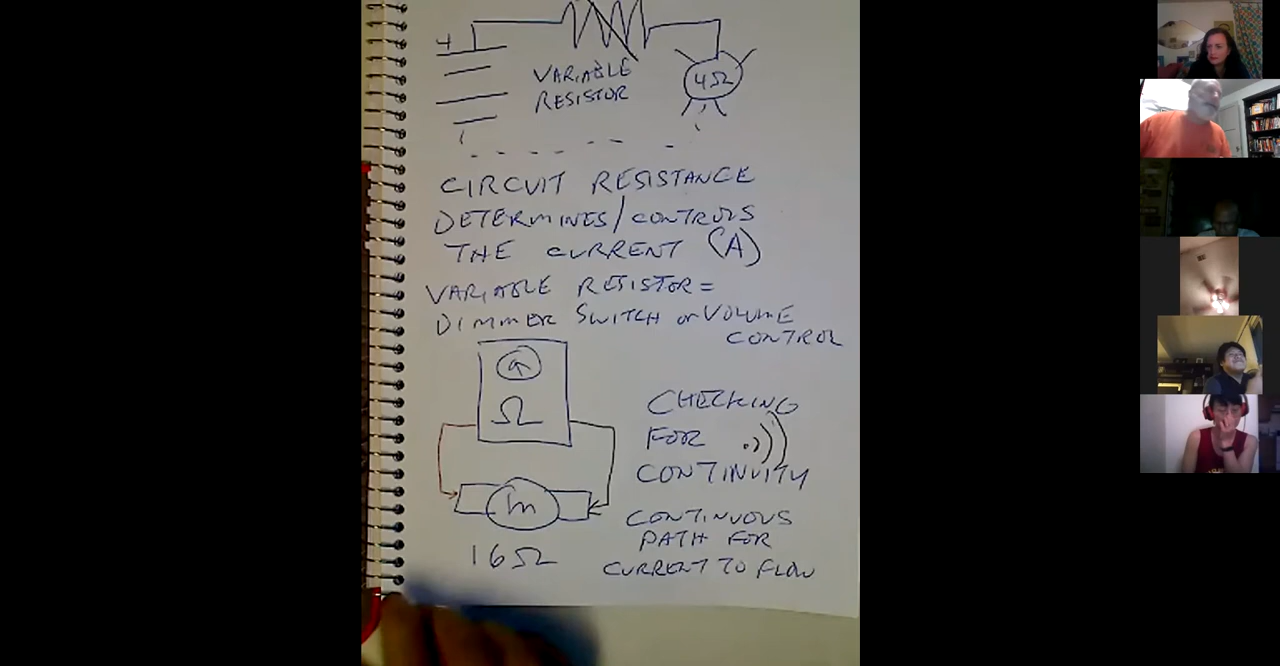 +
VARIABLE
RESISTOR
4Ω
CIRCUIT RESISTANCE
DETERMINES/CONTROLS
THE CURRENT (A)
VARIABLE RESISTOR =
DIMMER SWITCH or VOLUME
CONTROL
Ω
CHECKING
FOR
CONTINUITY
m
CONTINUOUS
PATH FOR
CURRENT TO FLOW
16Ω